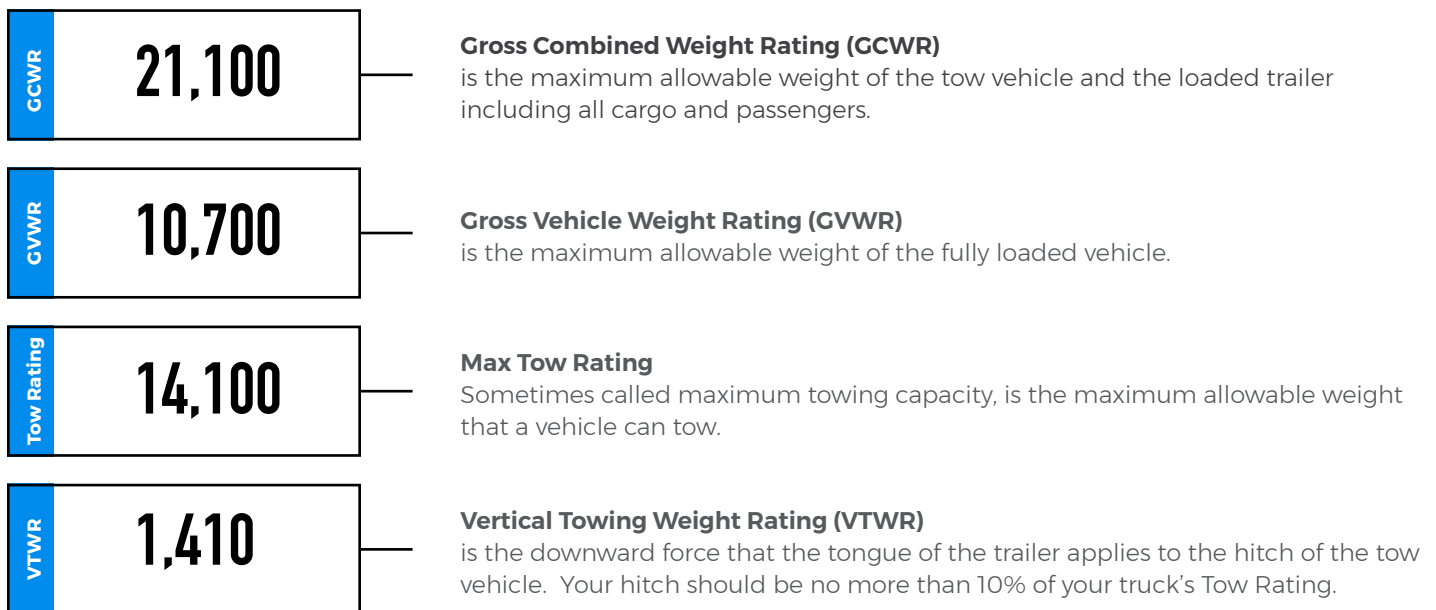 GCWR
21,100
Gross Combined Weight Rating (GCWR)
is the maximum allowable weight of the tow vehicle and the loaded trailer
including all cargo and passengers.
GVWR
10,700
Gross Vehicle Weight Rating (GVWR)
is the maximum allowable weight of the fully loaded vehicle.
Tow Rating
14,100
Max Tow Rating
Sometimes called maximum towing capacity, is the maximum allowable weight
that a vehicle can tow.
VTWR
1,410
Vertical Towing Weight Rating (VTWR)
is the downward force that the tongue of the trailer applies to the hitch of the tow
vehicle.  Your hitch should be no more than 10% of your truck’s Tow Rating.